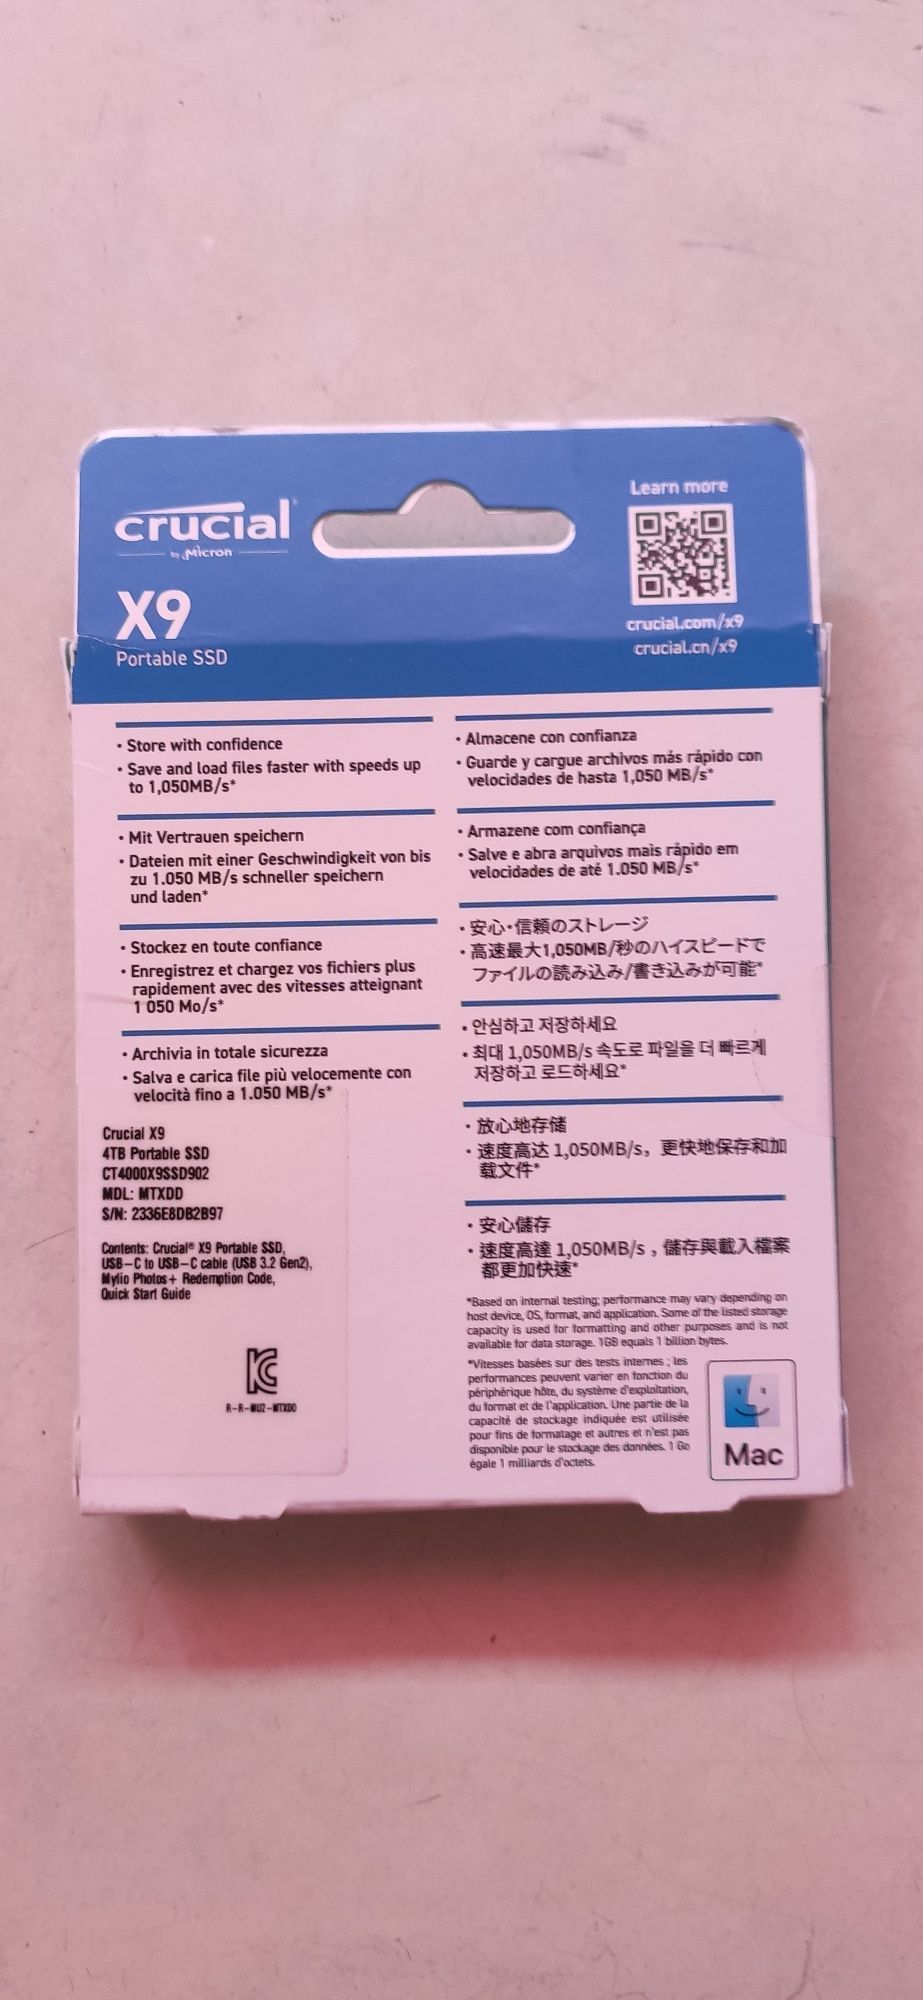 crucial
by Micron
X9
Portable SSD
Learn more
crucial.com/x9
crucial.cn/x9
• Store with confidence
• Save and load files faster with speeds up
to 1,050MB/s*
• Mit Vertrauen speichern
• Dateien mit einer Geschwindigkeit von bis
zu 1.050 MB/s schneller speichern
und laden*
• Stockez en toute confiance
• Enregistrez et chargez vos fichiers plus
rapidement avec des vitesses atteignant
1 050 Mo/s*
• Archivia in totale sicurezza
• Salva e carica file più velocemente con
velocità fino a 1.050 MB/s*
Crucial X9
4TB Portable SSD
CT4000X9SSD902
MDL: MTXDD
S/N: 2336E8DB2B97
Contents: Crucial® X9 Portable SSD,
USB-C to USB-C cable (USB 3.2 Gen2),
Mylio Photos+ Redemption Code,
Quick Start Guide
R-R-MU2-MTXDD
• Almacene con confianza
• Guarde y cargue archivos más rápido con
velocidades de hasta 1,050 MB/s*
• Armazene com confiança
• Salve e abra arquivos mais rápido em
velocidades de até 1.050 MB/s*
• 安心・信頼のストレージ
• 高速最大1,050MB/秒のハイスピードで
ファイルの読み込み/書き込みが可能*
• 안심하고 저장하세요
• 최대 1,050MB/s 속도로 파일을 더 빠르게
저장하고 로드하세요*
• 放心地存储
• 速度高达 1,050MB/s，更快地保存和加
载文件*
• 安心儲存
• 速度高達 1,050MB/s，儲存與載入檔案
都更加快速*
*Based on internal testing; performance may vary depending on
host device, OS, format, and application. Some of the listed storage
capacity is used for formatting and other purposes and is not
available for data storage. 1GB equals 1 billion bytes.
*Vitesses basées sur des tests internes ; les
performances peuvent varier en fonction du
périphérique hôte, du système d'exploitation,
du format et de l'application. Une partie de la
capacité de stockage indiquée est utilisée
pour fins de formatage et autres et n'est pas
disponible pour le stockage des données. 1 Go
égale 1 milliards d'octets.
Mac